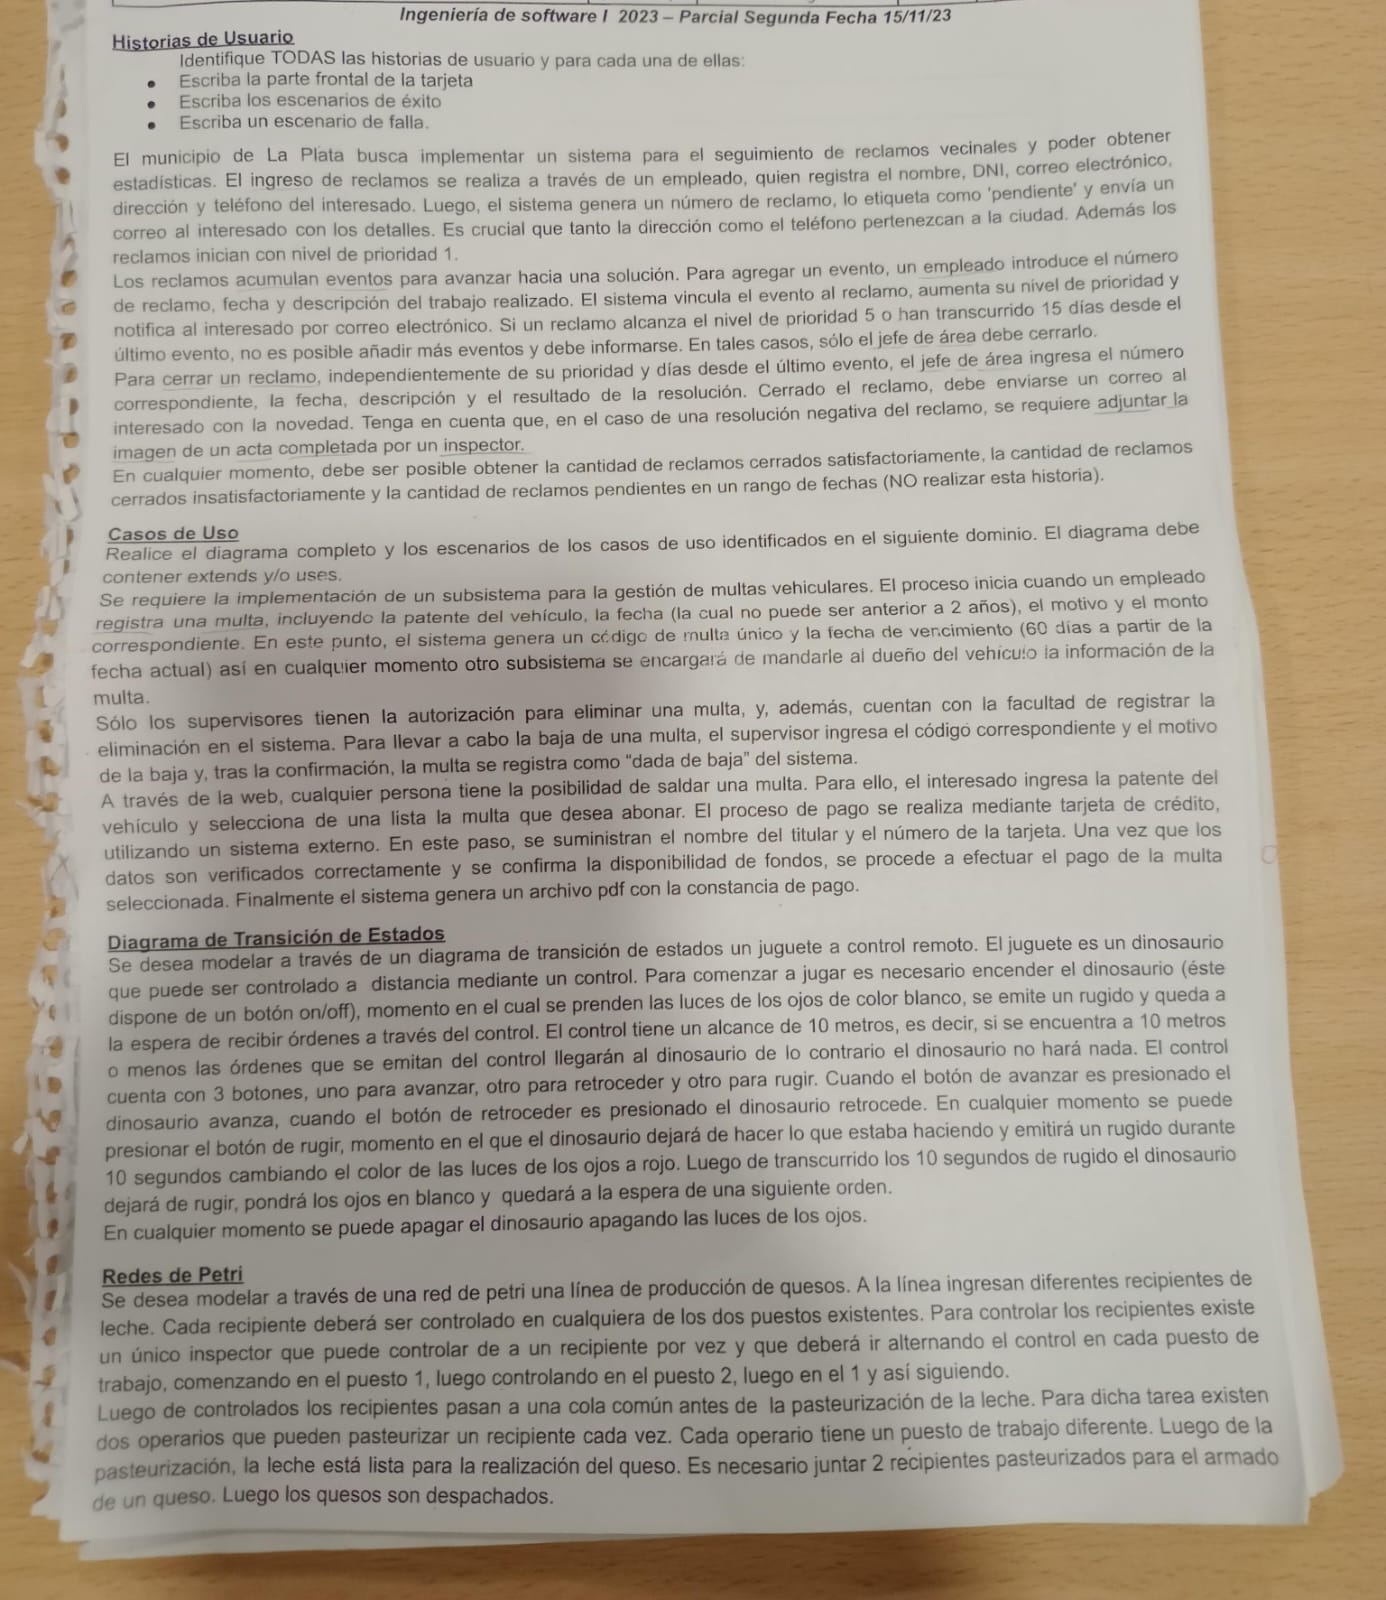 Ingeniería de software I 2023 – Parcial Segunda Fecha 15/11/23
Historias de Usuario
Identifique TODAS las historias de usuario y para cada una de ellas:
• Escriba la parte frontal de la tarjeta
• Escriba los escenarios de éxito
• Escriba un escenario de falla.
El municipio de La Plata busca implementar un sistema para el seguimiento de reclamos vecinales y poder obtener
estadísticas. El ingreso de reclamos se realiza a través de un empleado, quien registra el nombre, DNI, correo electrónico,
dirección y teléfono del interesado. Luego, el sistema genera un número de reclamo, lo etiqueta como 'pendiente' y envía un
correo al interesado con los detalles. Es crucial que tanto la dirección como el teléfono pertenezcan a la ciudad. Además los
reclamos inician con nivel de prioridad 1.
Los reclamos acumulan eventos para avanzar hacia una solución. Para agregar un evento, un empleado introduce el número
de reclamo, fecha y descripción del trabajo realizado. El sistema vincula el evento al reclamo, aumenta su nivel de prioridad y
notifica al interesado por correo electrónico. Si un reclamo alcanza el nivel de prioridad 5 o han transcurrido 15 días desde el
último evento, no es posible añadir más eventos y debe informarse. En tales casos, sólo el jefe de área debe cerrarlo.
Para cerrar un reclamo, independientemente de su prioridad y días desde el último evento, el jefe de área ingresa el número
correspondiente, la fecha, descripción y el resultado de la resolución. Cerrado el reclamo, debe enviarse un correo al
interesado con la novedad. Tenga en cuenta que, en el caso de una resolución negativa del reclamo, se requiere adjuntar la
imagen de un acta completada por un inspector.
En cualquier momento, debe ser posible obtener la cantidad de reclamos cerrados satisfactoriamente, la cantidad de reclamos
cerrados insatisfactoriamente y la cantidad de reclamos pendientes en un rango de fechas (NO realizar esta historia).
Casos de Uso
Realice el diagrama completo y los escenarios de los casos de uso identificados en el siguiente dominio. El diagrama debe
contener extends y/o uses.
Se requiere la implementación de un subsistema para la gestión de multas vehiculares. El proceso inicia cuando un empleado
registra una multa, incluyendo la patente del vehículo, la fecha (la cual no puede ser anterior a 2 años), el motivo y el monto
correspondiente. En este punto, el sistema genera un código de multa único y la fecha de vencimiento (60 días a partir de la
fecha actual) así en cualquier momento otro subsistema se encargará de mandarle al dueño del vehículo la información de la
multa.
Sólo los supervisores tienen la autorización para eliminar una multa, y, además, cuentan con la facultad de registrar la
eliminación en el sistema. Para llevar a cabo la baja de una multa, el supervisor ingresa el código correspondiente y el motivo
de la baja y, tras la confirmación, la multa se registra como "dada de baja" del sistema.
A través de la web, cualquier persona tiene la posibilidad de saldar una multa. Para ello, el interesado ingresa la patente del
vehículo y selecciona de una lista la multa que desea abonar. El proceso de pago se realiza mediante tarjeta de crédito,
utilizando un sistema externo. En este paso, se suministran el nombre del titular y el número de la tarjeta. Una vez que los
datos son verificados correctamente y se confirma la disponibilidad de fondos, se procede a efectuar el pago de la multa
seleccionada. Finalmente el sistema genera un archivo pdf con la constancia de pago.
Diagrama de Transición de Estados
Se desea modelar a través de un diagrama de transición de estados un juguete a control remoto. El juguete es un dinosaurio
que puede ser controlado a distancia mediante un control. Para comenzar a jugar es necesario encender el dinosaurio (éste
dispone de un botón on/off), momento en el cual se prenden las luces de los ojos de color blanco, se emite un rugido y queda a
la espera de recibir órdenes a través del control. El control tiene un alcance de 10 metros, es decir, si se encuentra a 10 metros
o menos las órdenes que se emitan del control llegarán al dinosaurio de lo contrario el dinosaurio no hará nada. El control
cuenta con 3 botones, uno para avanzar, otro para retroceder y otro para rugir. Cuando el botón de avanzar es presionado el
dinosaurio avanza, cuando el botón de retroceder es presionado el dinosaurio retrocede. En cualquier momento se puede
presionar el botón de rugir, momento en el que el dinosaurio dejará de hacer lo que estaba haciendo y emitirá un rugido durante
10 segundos cambiando el color de las luces de los ojos a rojo. Luego de transcurrido los 10 segundos de rugido el dinosaurio
dejará de rugir, pondrá los ojos en blanco y quedará a la espera de una siguiente orden.
En cualquier momento se puede apagar el dinosaurio apagando las luces de los ojos.
Redes de Petri
Se desea modelar a través de una red de petri una línea de producción de quesos. A la línea ingresan diferentes recipientes de
leche. Cada recipiente deberá ser controlado en cualquiera de los dos puestos existentes. Para controlar los recipientes existe
un único inspector que puede controlar de a un recipiente por vez y que deberá ir alternando el control en cada puesto de
trabajo, comenzando en el puesto 1, luego controlando en el puesto 2, luego en el 1 y así siguiendo.
Luego de controlados los recipientes pasan a una cola común antes de la pasteurización de la leche. Para dicha tarea existen
dos operarios que pueden pasteurizar un recipiente cada vez. Cada operario tiene un puesto de trabajo diferente. Luego de la
pasteurización, la leche está lista para la realización del queso. Es necesario juntar 2 recipientes pasteurizados para el armado
de un queso. Luego los quesos son despachados.